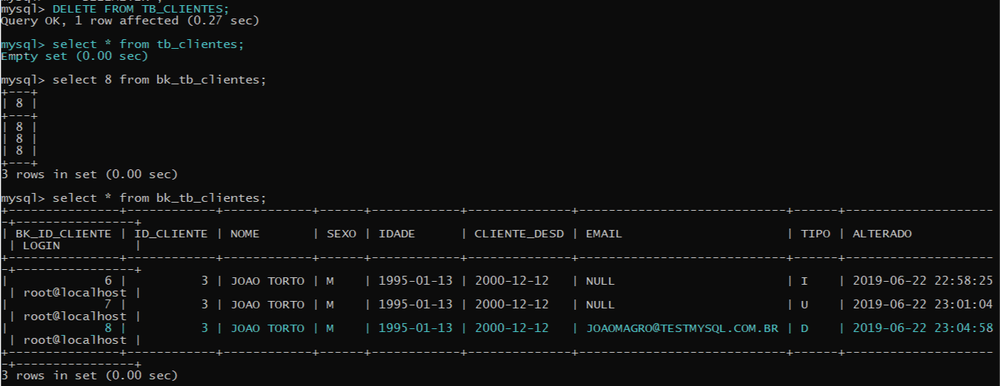 mysql> DELETE FROM TB_CLIENTES;
Query OK, 1 row affected (0.27 sec)
mysql> select * from tb_clientes;
Empty set (0.00 sec)
mysql> select 8 from bk_tb_clientes;
+---+
| 8 |
+---+
| 8 |
| 8 |
| 8 |
+---+
3 rows in set (0.00 sec)
mysql> select * from bk_tb_clientes;
+---------------+------------+------------+------+------------+--------------+----------------------------+------+--------------------
-+----------------+
| BK_ID_CLIENTE | ID_CLIENTE | NOME       | SEXO | IDADE      | CLIENTE_DESD | EMAIL                      | TIPO | ALTERADO
 | LOGIN          |
+---------------+------------+------------+------+------------+--------------+----------------------------+------+--------------------
-+----------------+
|             6 |          3 | JOAO TORTO | M    | 1995-01-13 | 2000-12-12   | NULL                       | I    | 2019-06-22 22:58:25
 | root@localhost |
|             7 |          3 | JOAO TORTO | M    | 1995-01-13 | 2000-12-12   | NULL                       | U    | 2019-06-22 23:01:04
 | root@localhost |
|             8 |          3 | JOAO TORTO | M    | 1995-01-13 | 2000-12-12   | JOAOMAGRO@TESTMYSQL.COM.BR | D    | 2019-06-22 23:04:58
 | root@localhost |
+---------------+------------+------------+------+------------+--------------+----------------------------+------+--------------------
-+----------------+
3 rows in set (0.00 sec)